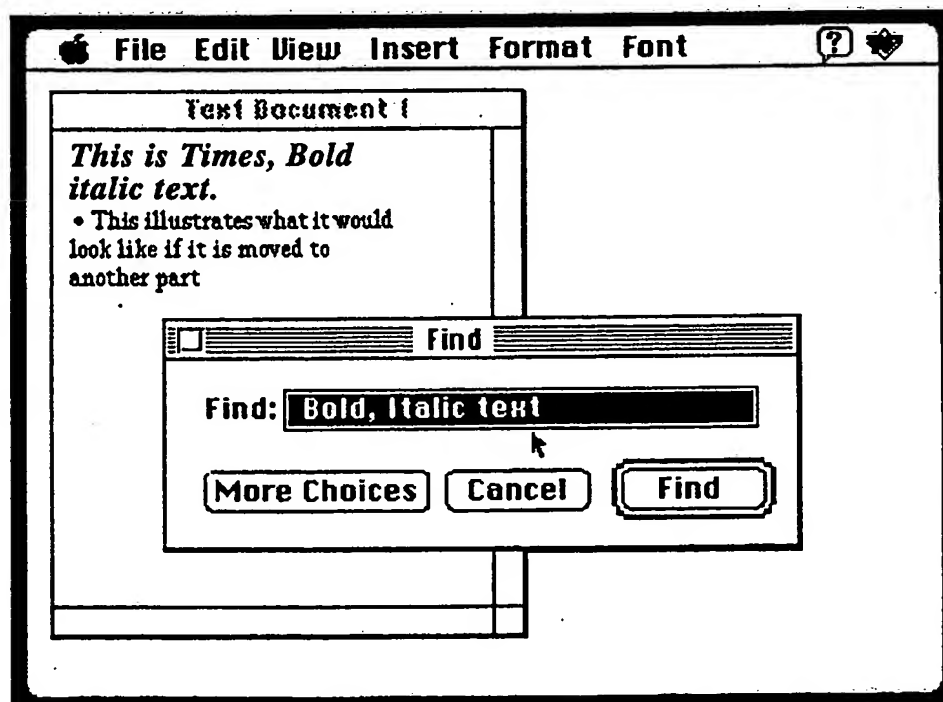 File Edit View Insert Format Font ?
Text Document 1
This is Times, Bold
italic text.
• This illustrates what it would
look like if it is moved to
another part
Find
Find: Bold, Italic text
More Choices Cancel Find